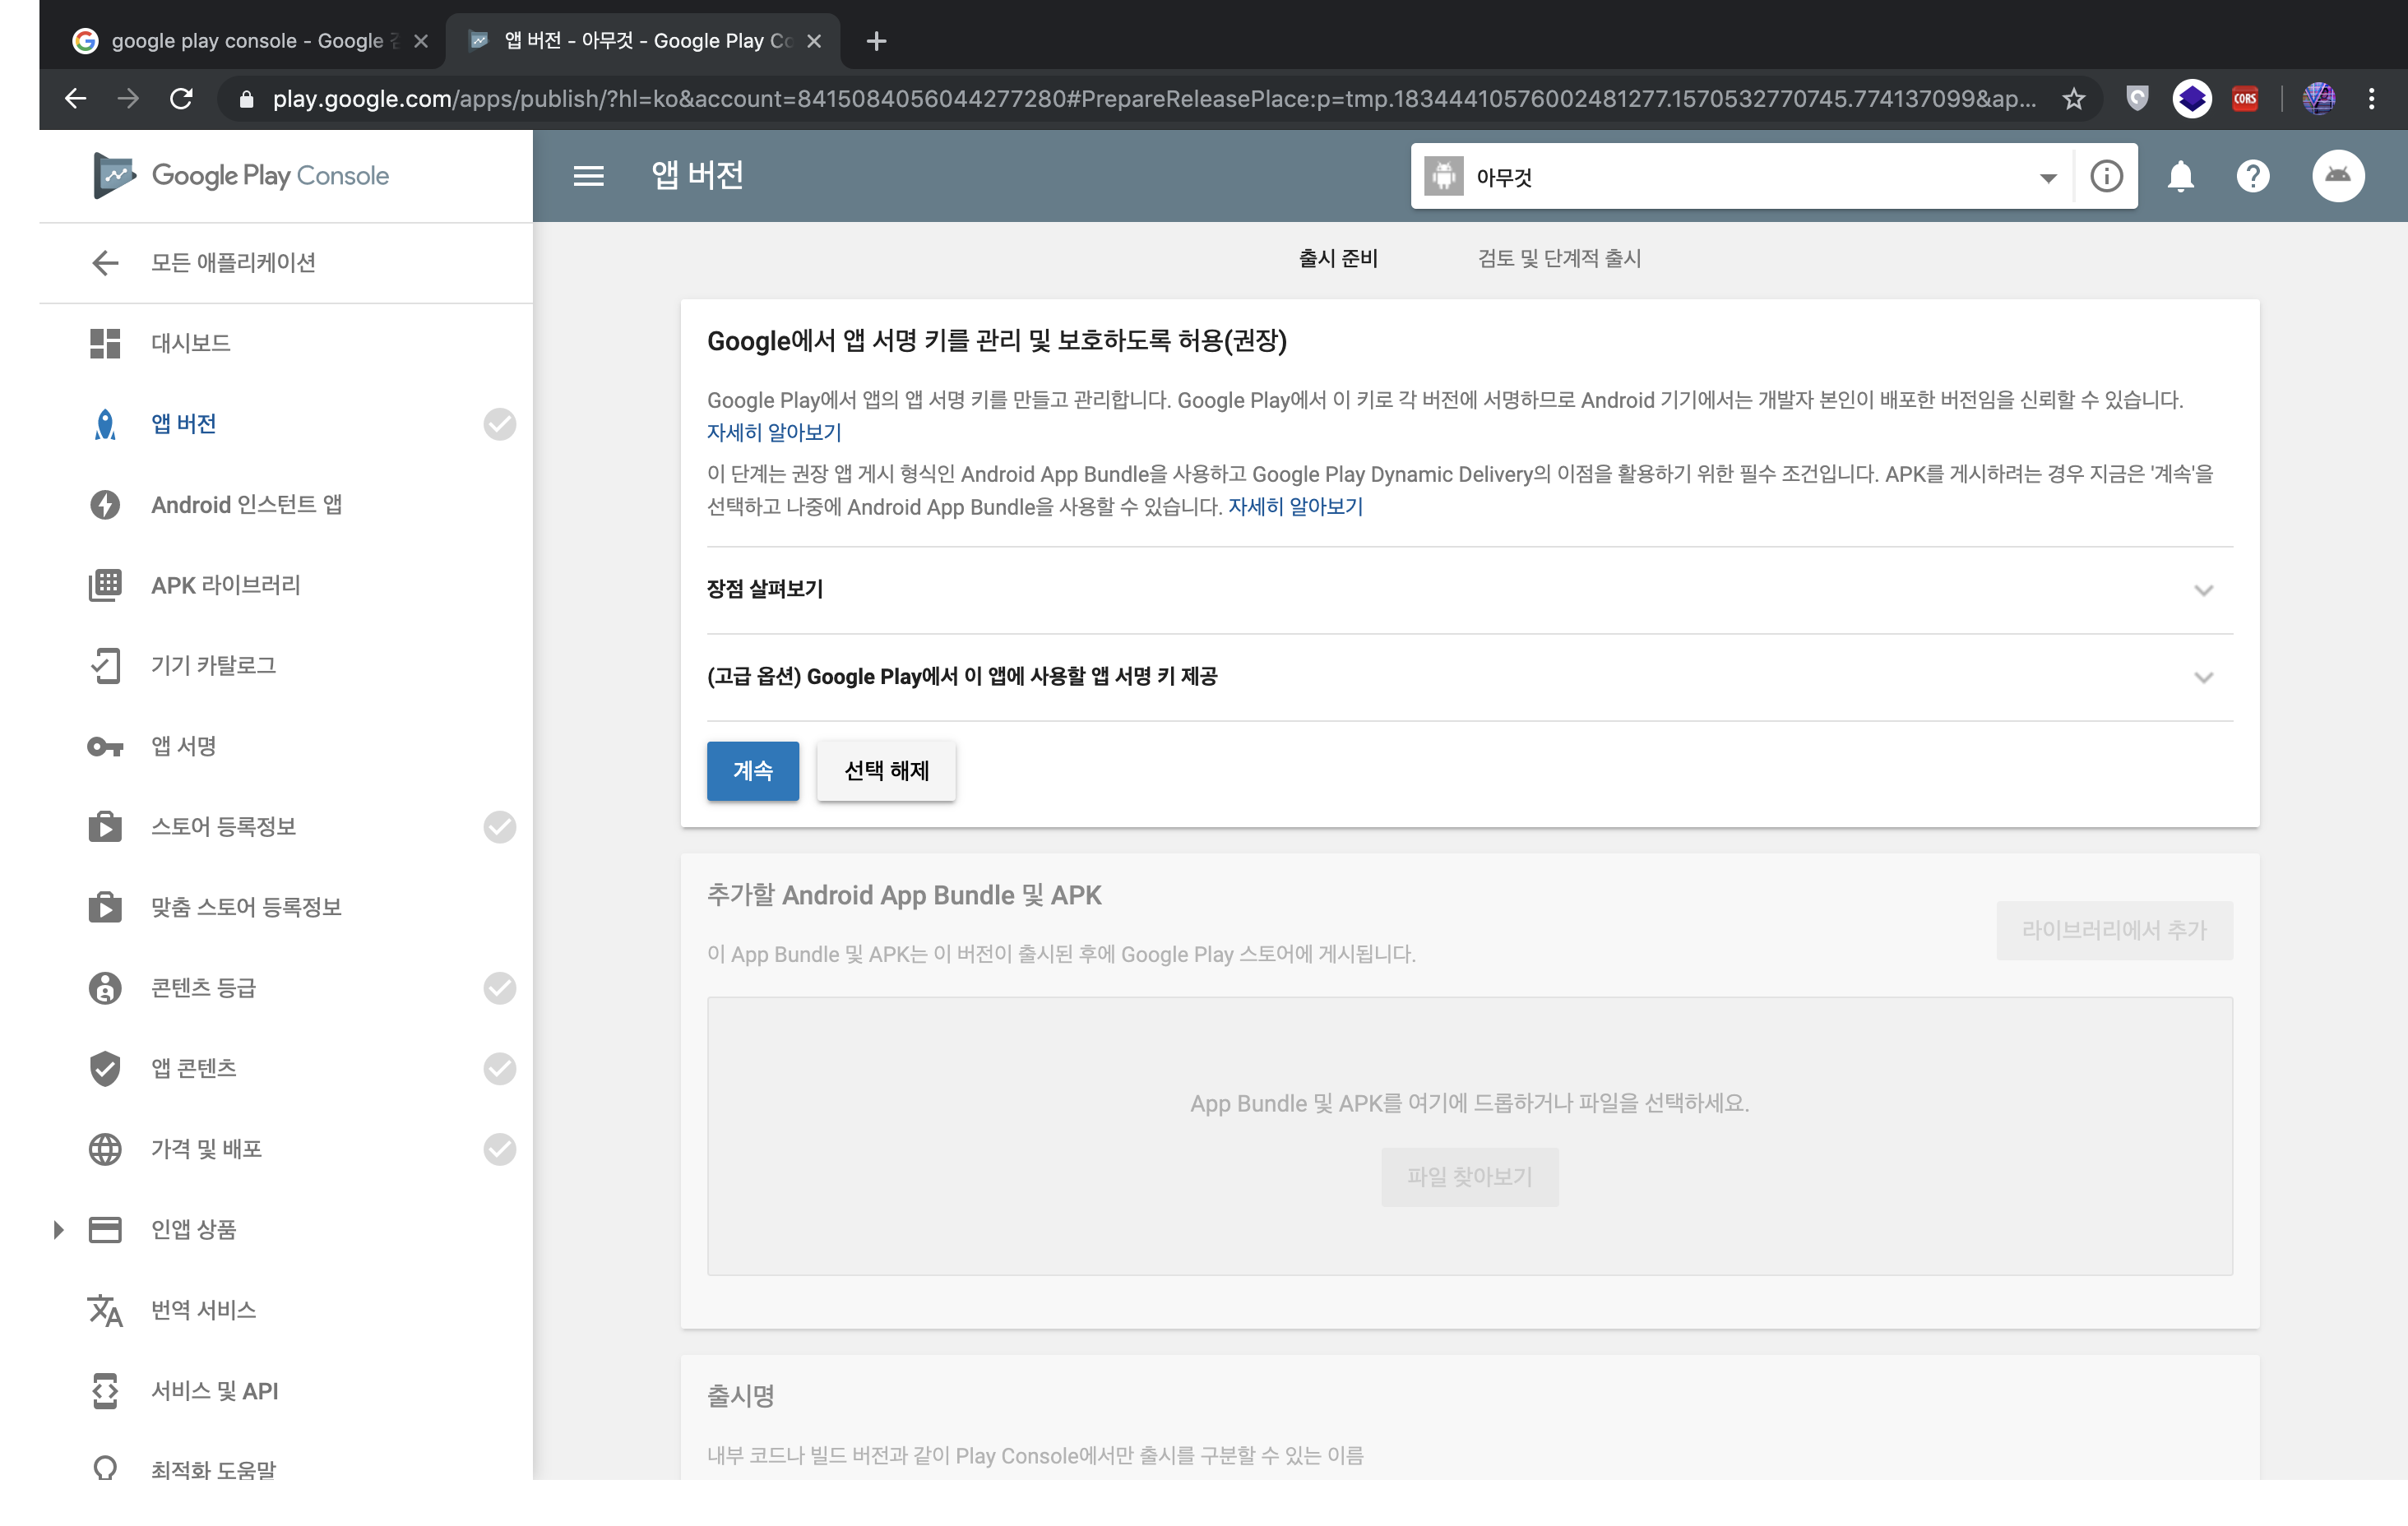 google play console - Google
앱 버전 - 아무것 - Google Play Co
play.google.com/apps/publish/?hl=ko&account=8415084056044277280#PrepareReleasePlace:p=tmp.18344410576002481277.1570532770745.774137099&ap...
CORS
Google Play Console
앱 버전
아무것
모든 애플리케이션
대시보드
앱 버전
Android 인스턴트 앱
APK 라이브러리
기기 카탈로그
앱 서명
스토어 등록정보
맞춤 스토어 등록정보
콘텐츠 등급
앱 콘텐츠
가격 및 배포
인앱 상품
번역 서비스
서비스 및 API
최적화 도움말
출시 준비
검토 및 단계적 출시
Google에서 앱 서명 키를 관리 및 보호하도록 허용(권장)
Google Play에서 앱의 앱 서명 키를 만들고 관리합니다. Google Play에서 이 키로 각 버전에 서명하므로 Android 기기에서는 개발자 본인이 배포한 버전임을 신뢰할 수 있습니다.
자세히 알아보기
이 단계는 권장 앱 게시 형식인 Android App Bundle을 사용하고 Google Play Dynamic Delivery의 이점을 활용하기 위한 필수 조건입니다. APK를 게시하려는 경우 지금은 '계속'을
선택하고 나중에 Android App Bundle을 사용할 수 있습니다. 자세히 알아보기
장점 살펴보기
(고급 옵션) Google Play에서 이 앱에 사용할 앱 서명 키 제공
계속
선택 해제
추가할 Android App Bundle 및 APK
라이브러리에서 추가
이 App Bundle 및 APK는 이 버전이 출시된 후에 Google Play 스토어에 게시됩니다.
App Bundle 및 APK를 여기에 드롭하거나 파일을 선택하세요.
파일 찾아보기
출시명
내부 코드나 빌드 버전과 같이 Play Console에서만 출시를 구분할 수 있는 이름